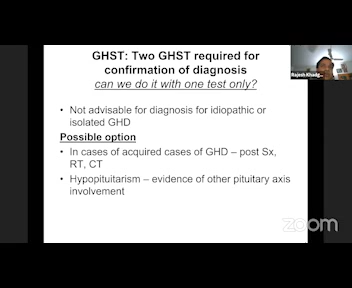 GHST: Two GHST required for
confirmation of diagnosis
can we do it with one test only?
• Not advisable for diagnosis for idiopathic or
isolated GHD
Possible option
• In cases of acquired cases of GHD – post Sx,
RT, CT
• Hypopituitarism – evidence of other pituitary axis
involvement
Rajesh Khadg...
zoom